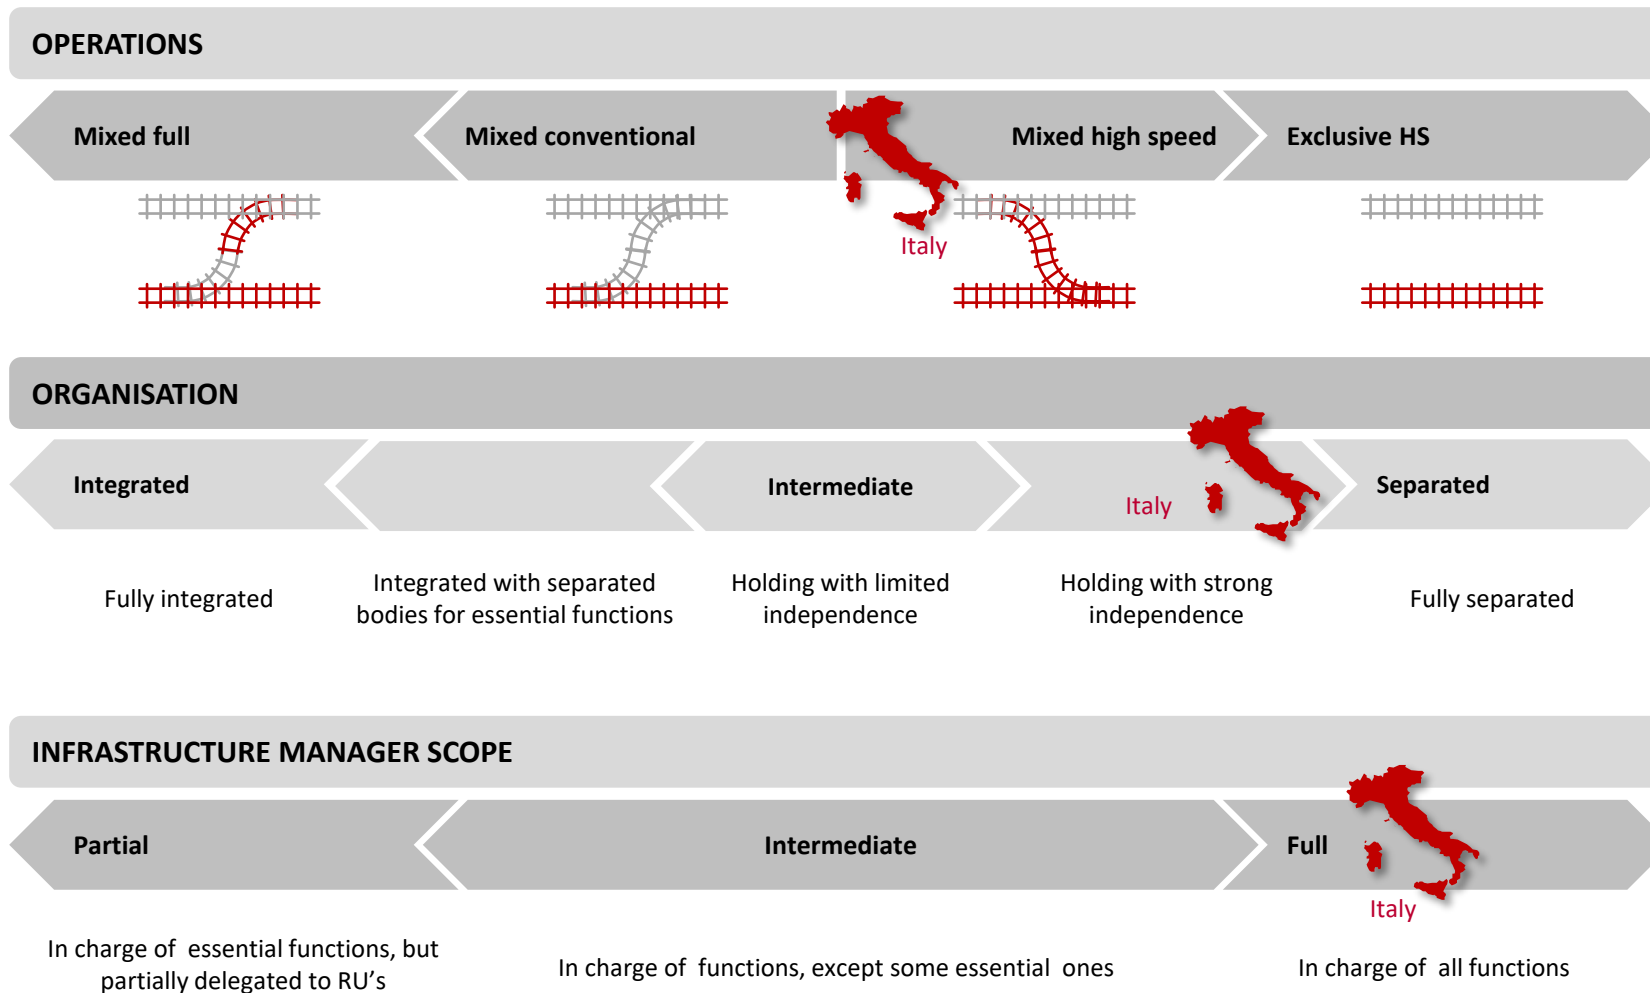 OPERATIONS
Mixed full
Mixed conventional
Mixed high speed
Exclusive HS
Italy
ORGANISATION
Integrated
Intermediate
Italy
Separated
Fully integrated
Integrated with separated
bodies for essential functions
Holding with limited
independence
Holding with strong
independence
Fully separated
INFRASTRUCTURE MANAGER SCOPE
Partial
Intermediate
Full
Italy
In charge of essential functions, but
partially delegated to RU's
In charge of functions, except some essential ones
In charge of all functions